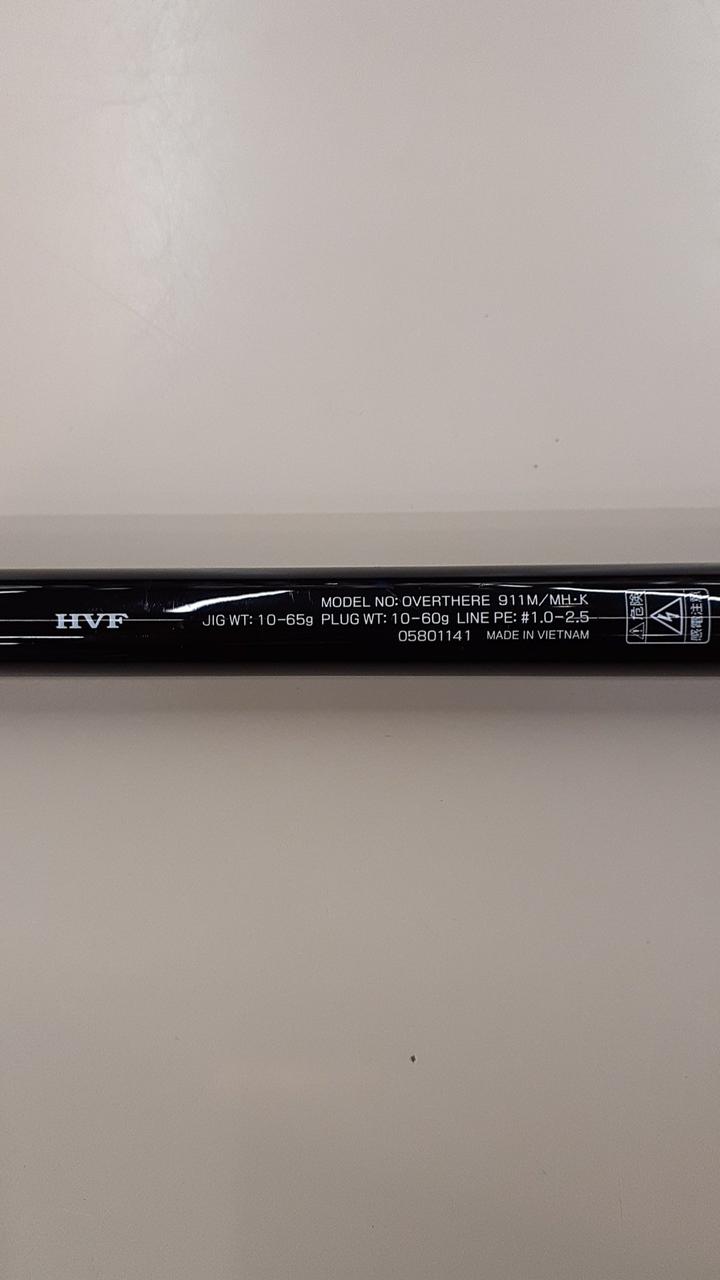 HVF
MODEL NO: OVERTHERE 911M/MH・K
JIG WT: 10-65g PLUG WT: 10-60g LINE PE: #1.0-2.5
05801141 MADE IN VIETNAM
危険
感電注意